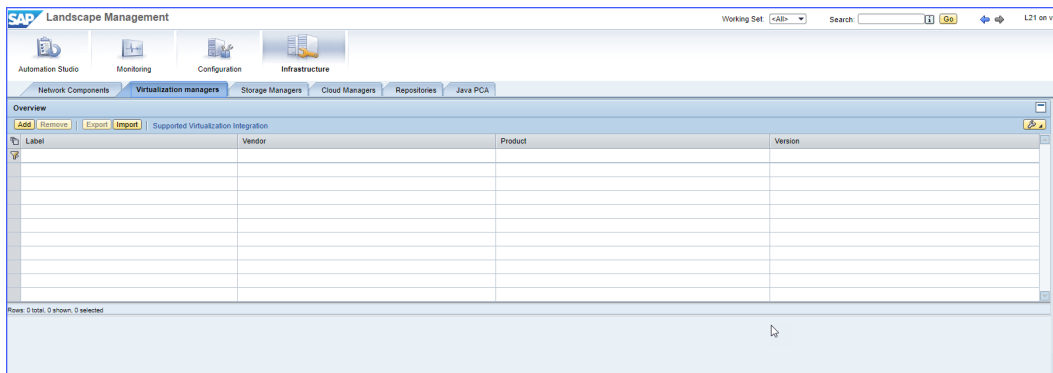 SAP Landscape Management Working Set: <All> Search: Go L21 on v
Automation Studio Monitoring Configuration Infrastructure
Network Components Virtualization managers Storage Managers Cloud Managers Repositories Java PCA
Overview
Add Remove Export Import Supported Virtualization Integration
Label Vendor Product Version
Rows: 0 total, 0 shown, 0 selected